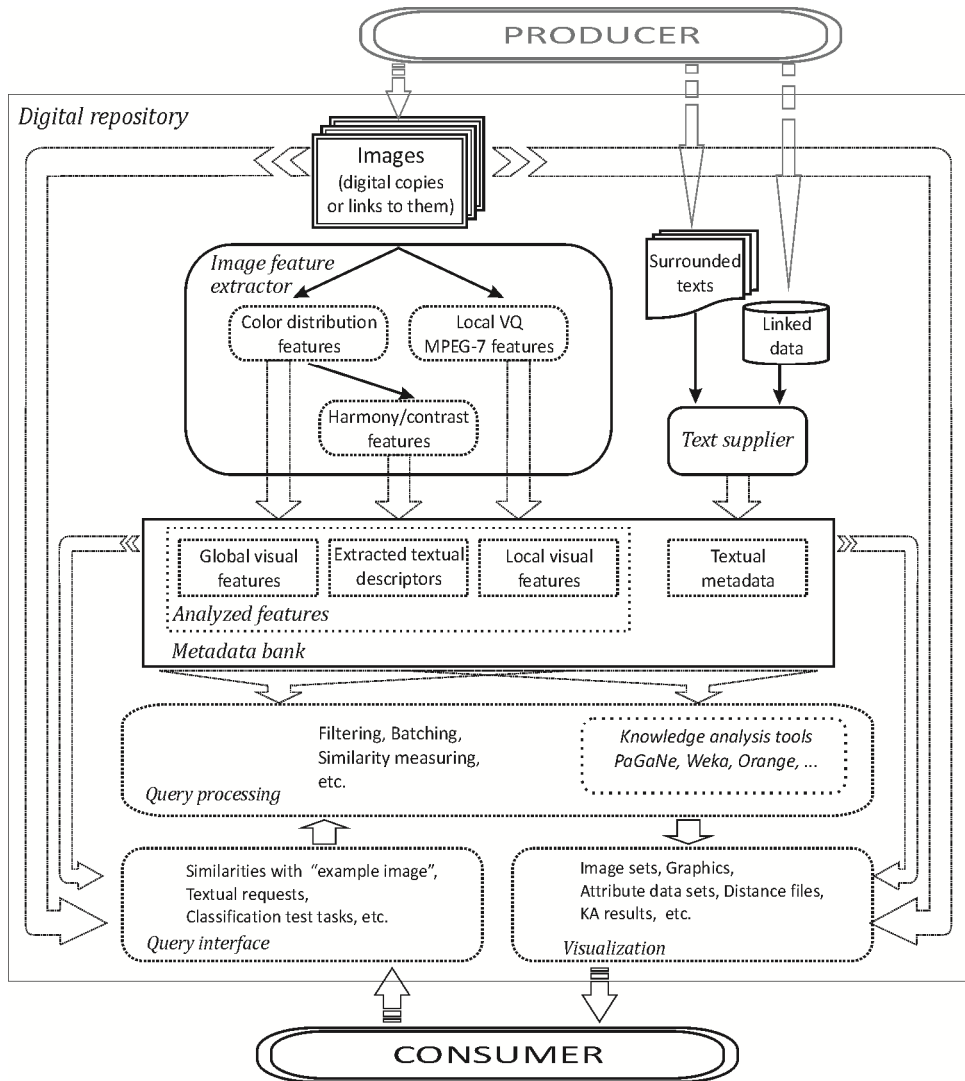 PRODUCER
Digital repository
Images
(digital copies
or links to them)
Image feature
extractor
Surrounded
texts
Color distribution
features
Local VQ
MPEG-7 features
Linked
data
Harmony/contrast
features
Text supplier
Global visual
features
Extracted textual
descriptors
Local visual
features
Textual
metadata
Analyzed features
Metadata bank
Filtering, Batching,
Similarity measuring,
etc.
Knowledge analysis tools
PaGaNe, Weka, Orange, ...
Query processing
Similarities with "example image",
Textual requests,
Classification test tasks, etc.
Query interface
Image sets, Graphics,
Attribute data sets, Distance files,
KA results, etc.
Visualization
CONSUMER